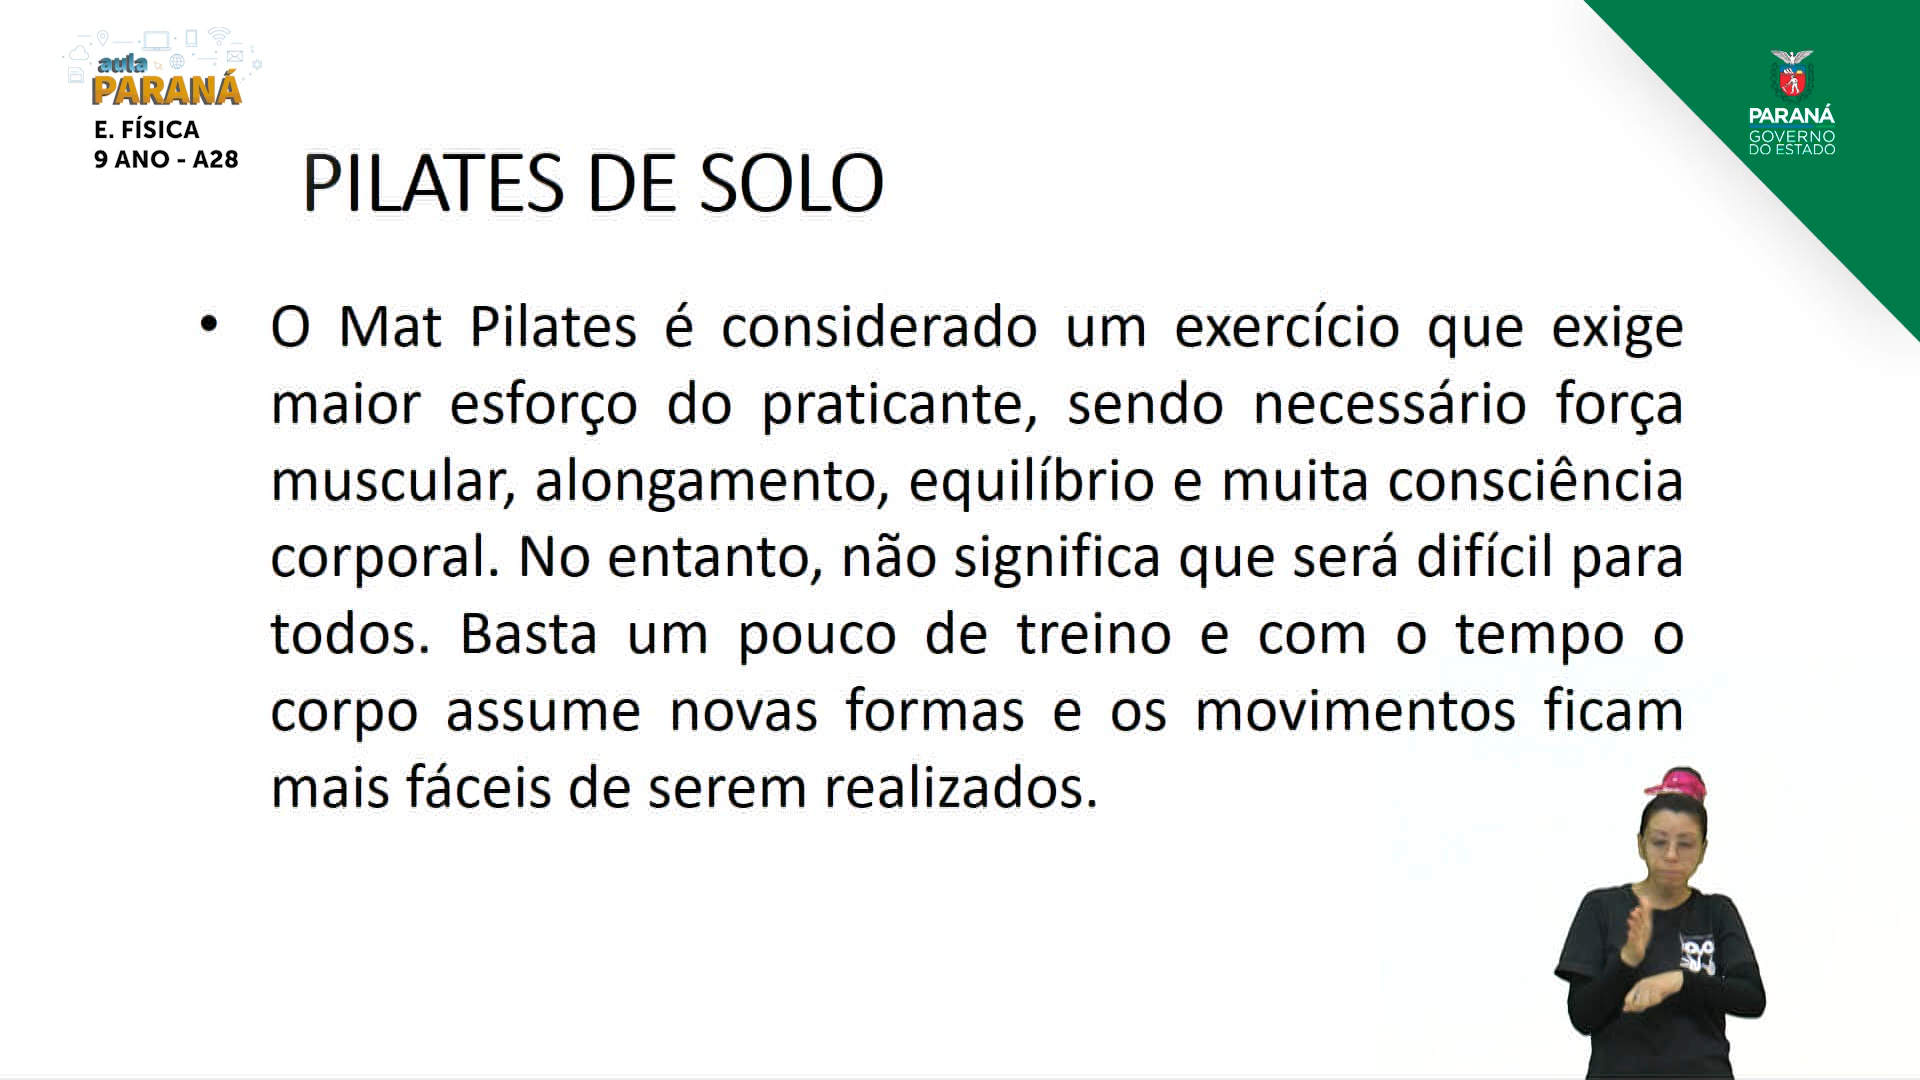 aula
PARANÁ
E. FÍSICA
9 ANO - A28
PARANÁ
GOVERNO
DO ESTADO
PILATES DE SOLO
• O Mat Pilates é considerado um exercício que exige
maior esforço do praticante, sendo necessário força
muscular, alongamento, equilíbrio e muita consciência
corporal. No entanto, não significa que será difícil para
todos. Basta um pouco de treino e com o tempo o
corpo assume novas formas e os movimentos ficam
mais fáceis de serem realizados.